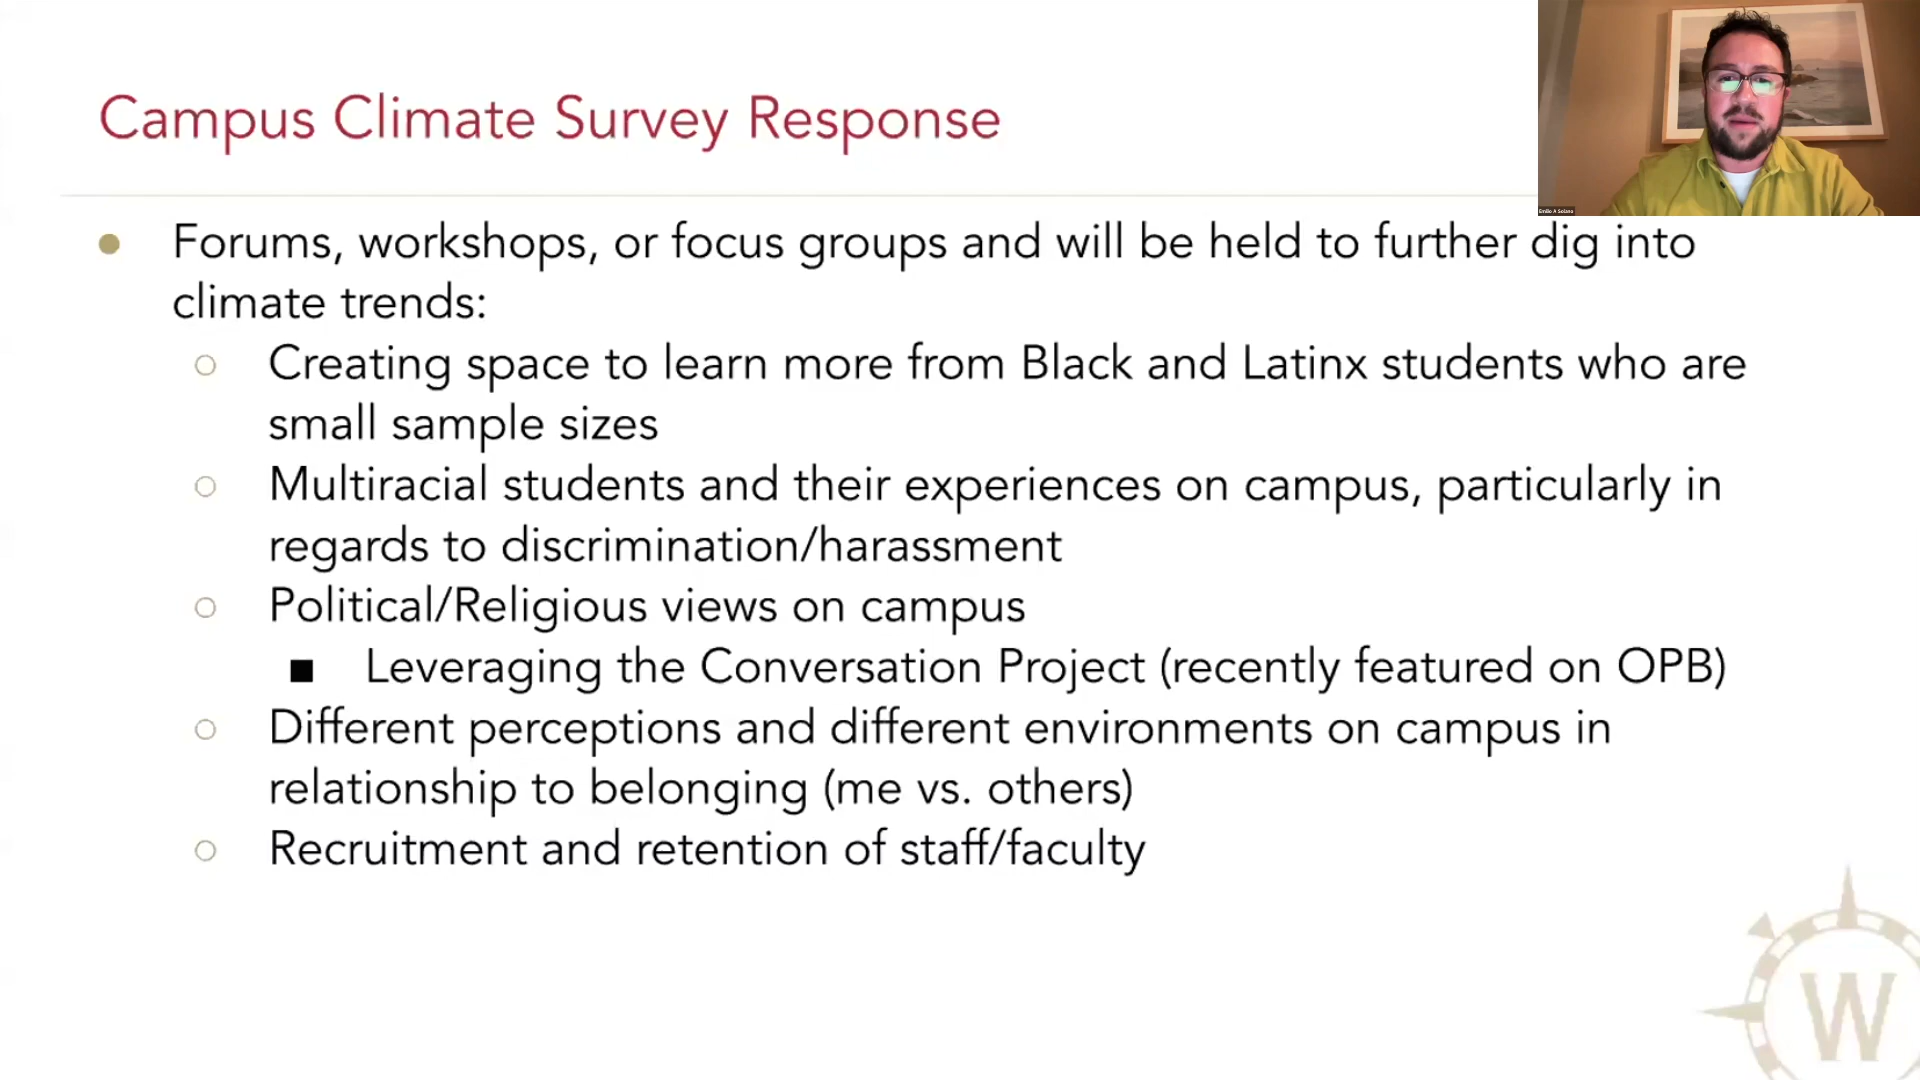 Campus Climate Survey Response
Emilio A Solano
Forums, workshops, or focus groups and will be held to further dig into
climate trends:
Creating space to learn more from Black and Latinx students who are
small sample sizes
Multiracial students and their experiences on campus, particularly in
regards to discrimination/harassment
Political/Religious views on campus
Leveraging the Conversation Project (recently featured on OPB)
Different perceptions and different environments on campus in
relationship to belonging (me vs. others)
Recruitment and retention of staff/faculty
W